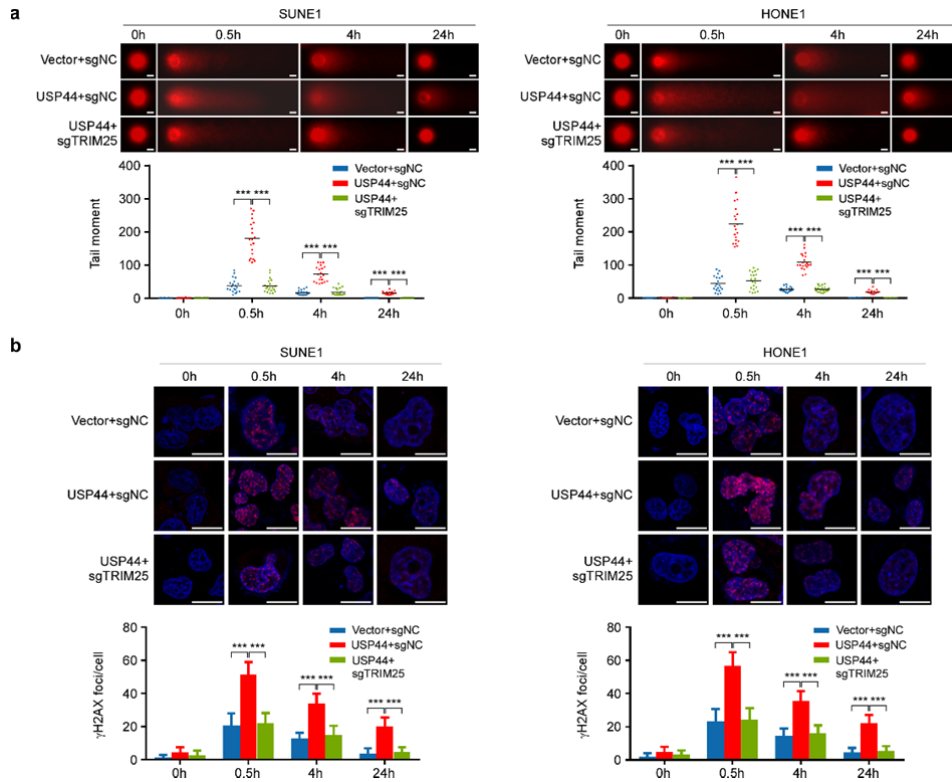 a
SUNE1
0h 0.5h 4h 24h
Vector+sgNC
USP44+sgNC
USP44+
sgTRIM25
400
300
200
100
0
Tail moment
Vector+sgNC
USP44+sgNC
USP44+
sgTRIM25
*** ***
*** ***
*** ***
0h 0.5h 4h 24h
HONE1
0h 0.5h 4h 24h
Vector+sgNC
USP44+sgNC
USP44+
sgTRIM25
400
300
200
100
0
Tail moment
Vector+sgNC
USP44+sgNC
USP44+
sgTRIM25
*** ***
*** ***
*** ***
0h 0.5h 4h 24h
b
SUNE1
0h 0.5h 4h 24h
Vector+sgNC
USP44+sgNC
USP44+
sgTRIM25
80
60
40
20
0
γH2AX foci/cell
Vector+sgNC
USP44+sgNC
USP44+
sgTRIM25
*** ***
*** ***
*** ***
0h 0.5h 4h 24h
HONE1
0h 0.5h 4h 24h
Vector+sgNC
USP44+sgNC
USP44+
sgTRIM25
80
60
40
20
0
γH2AX foci/cell
Vector+sgNC
USP44+sgNC
USP44+
sgTRIM25
*** ***
*** ***
*** ***
0h 0.5h 4h 24h